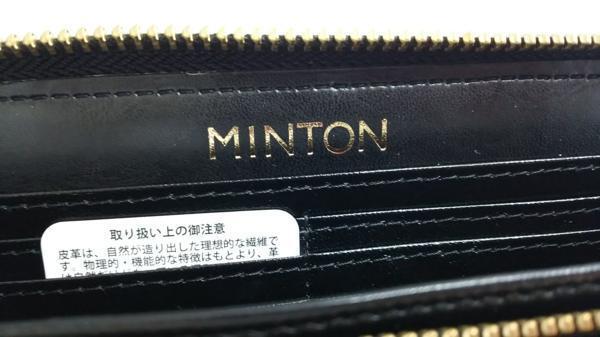 MINTON
取り扱い上の御注意
皮革は、自然が造り出した理想的な繊維で
す。物理的・機能的な特徴はもとより、革